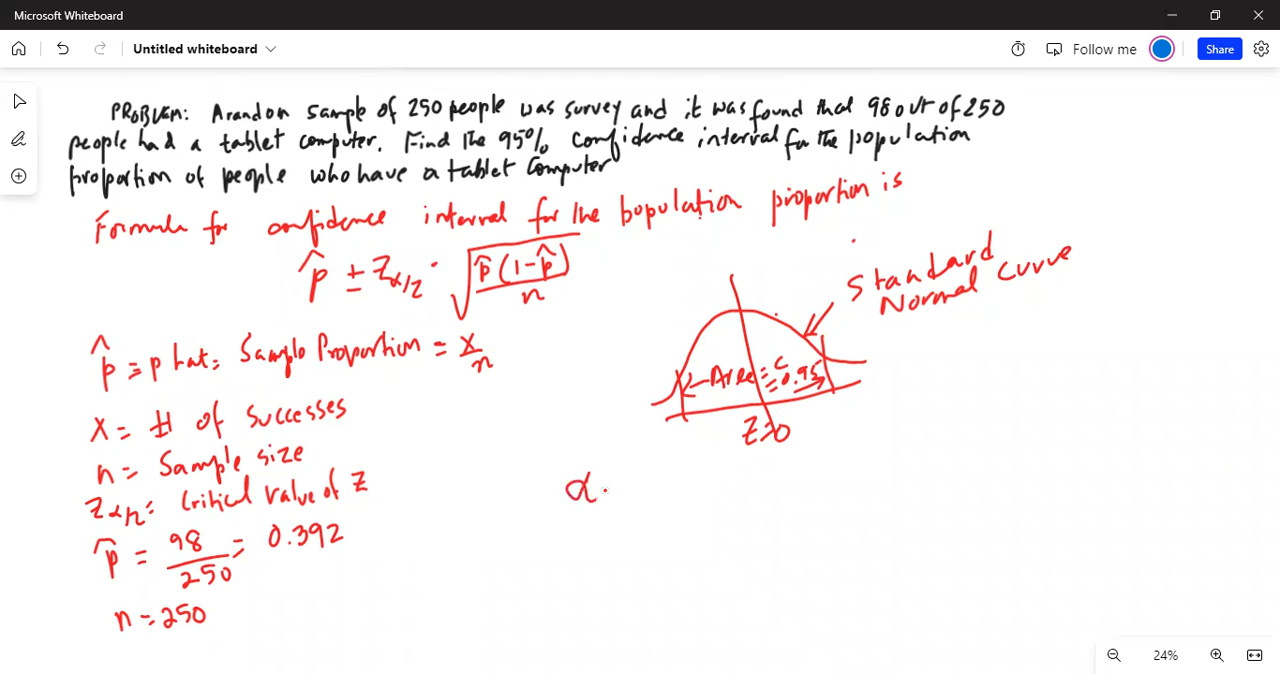 Microsoft Whiteboard
Untitled whiteboard
Follow me
Share
PROBLEM: A random sample of 250 people was survey and it was found that 98 out of 250
people had a tablet computer. Find the 95% confidence interval for the population
proportion of people who have a tablet computer
Formula for confidence interval for the population proportion is
p̂ ± Zα/2 · √(p̂(1-p̂)/n)
Standard
Normal Curve
p̂ = p hat = Sample Proportion = X/n
Area = C
= 0.95
Z=0
X = # of successes
n = Sample size
Zα/2 = Critical value of Z
α
p̂ = 98/250 = 0.392
n = 250
24%